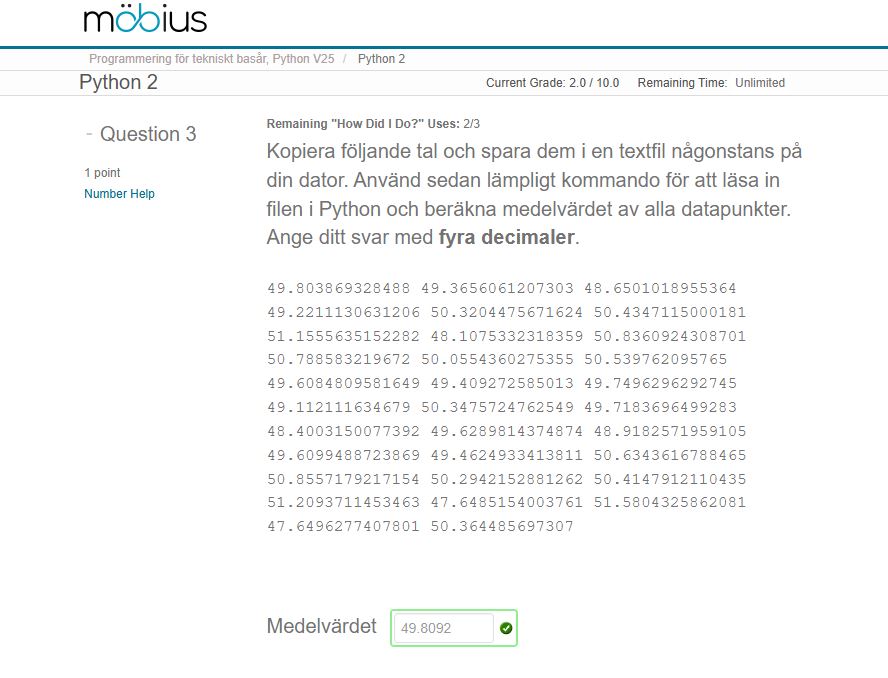 möbius
Programmering för tekniskt basår, Python V25 / Python 2
Python 2 Current Grade: 2.0 / 10.0 Remaining Time: Unlimited
- Question 3
1 point
Number Help
Remaining "How Did I Do?" Uses: 2/3
Kopiera följande tal och spara dem i en textfil någonstans på
din dator. Använd sedan lämpligt kommando för att läsa in
filen i Python och beräkna medelvärdet av alla datapunkter.
Ange ditt svar med fyra decimaler.
49.803869328488 49.3656061207303 48.6501018955364
49.2211130631206 50.3204475671624 50.4347115000181
51.1555635152282 48.1075332318359 50.8360924308701
50.788583219672 50.0554360275355 50.539762095765
49.6084809581649 49.409272585013 49.7496296292745
49.112111634679 50.3475724762549 49.7183696499283
48.4003150077392 49.6289814374874 48.9182571959105
49.6099488723869 49.4624933413811 50.6343616788465
50.8557179217154 50.2942152881262 50.4147912110435
51.2093711453463 47.6485154003761 51.5804325862081
47.6496277407801 50.364485697307
Medelvärdet 49.8092